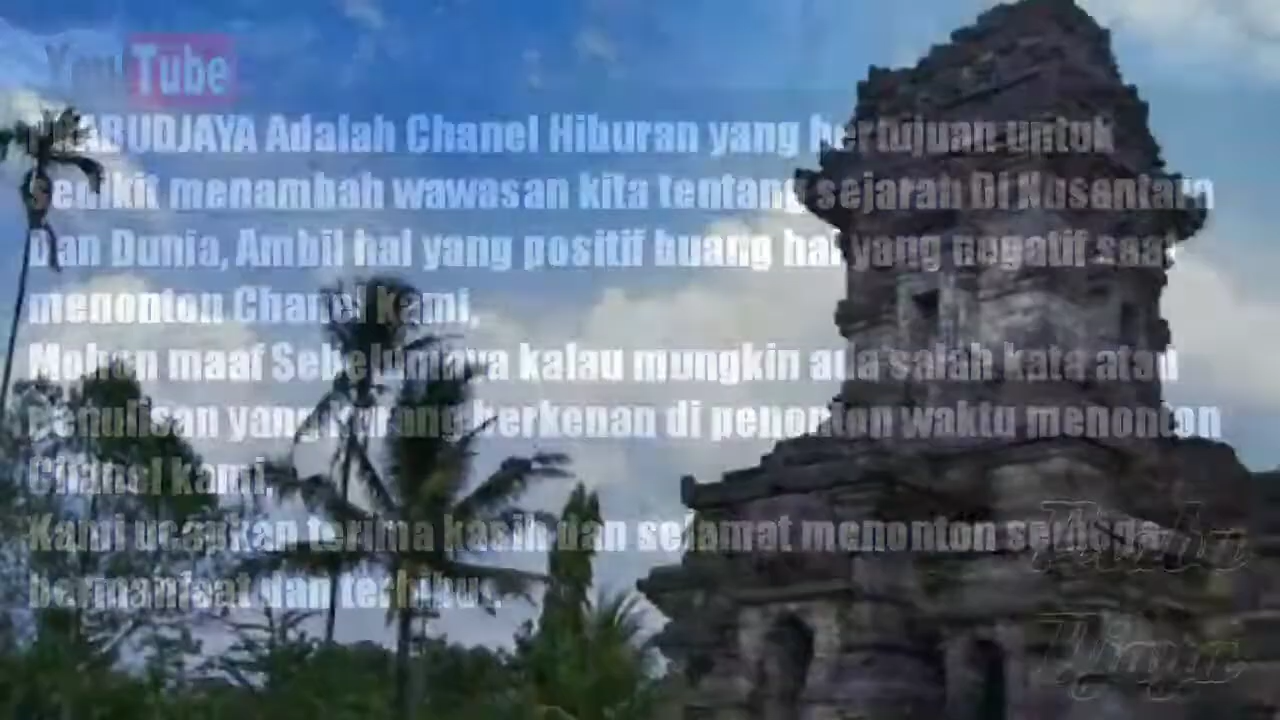 YouTube
PRABUDJAYA Adalah Chanel Hiburan yang bertujuan untuk
sedikit menambah wawasan kita tentang sejarah Di Nusantara
Dan Dunia, Ambil hal yang positif buang hal yang negatif saat
menonton Chanel kami,
Mohon maaf Sebelumnya kalau mungkin ada salah kata atau
penulisan yang kurang berkenan di penonton waktu menonton
Chanel kami,
Kami ucapkan terima kasih dan selamat menonton semoga
bermanfaat dan terhibur.
Prabu
Djaya